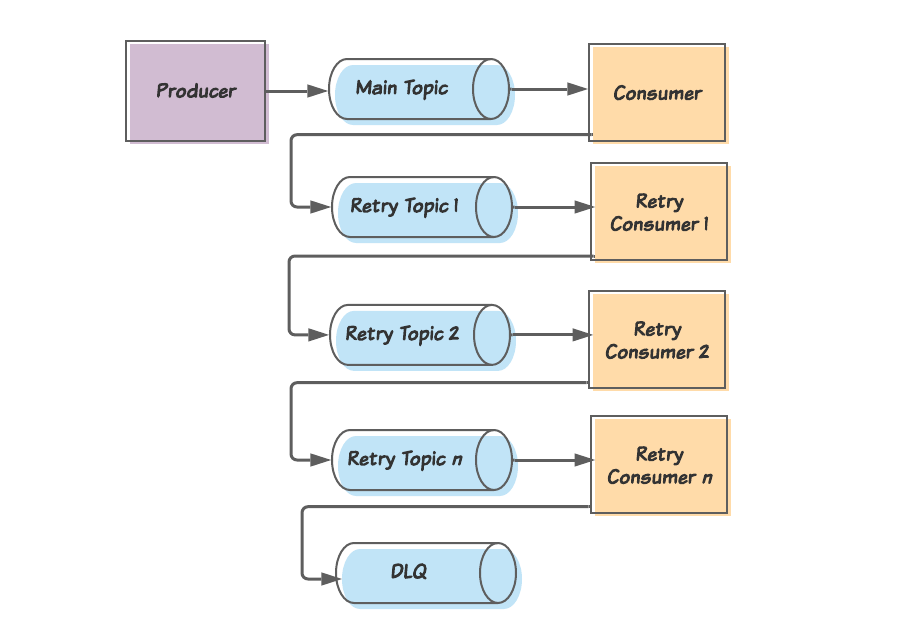 Producer
Main Topic
Consumer
Retry Topic 1
Retry
Consumer 1
Retry Topic 2
Retry
Consumer 2
Retry Topic n
Retry
Consumer n
DLQ